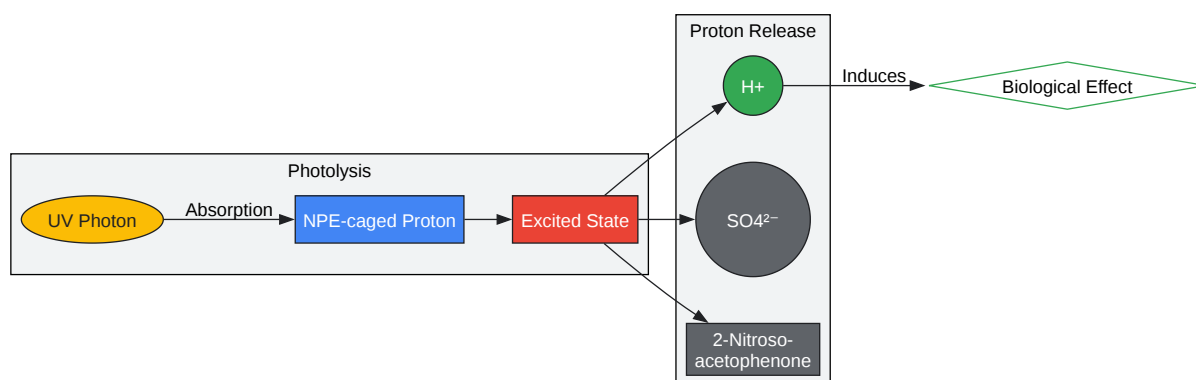 Proton Release
H+
Induces
Biological Effect
Photolysis
UV Photon
Absorption
NPE-caged Proton
Excited State
SO4²⁻
2-Nitroso-
acetophenone